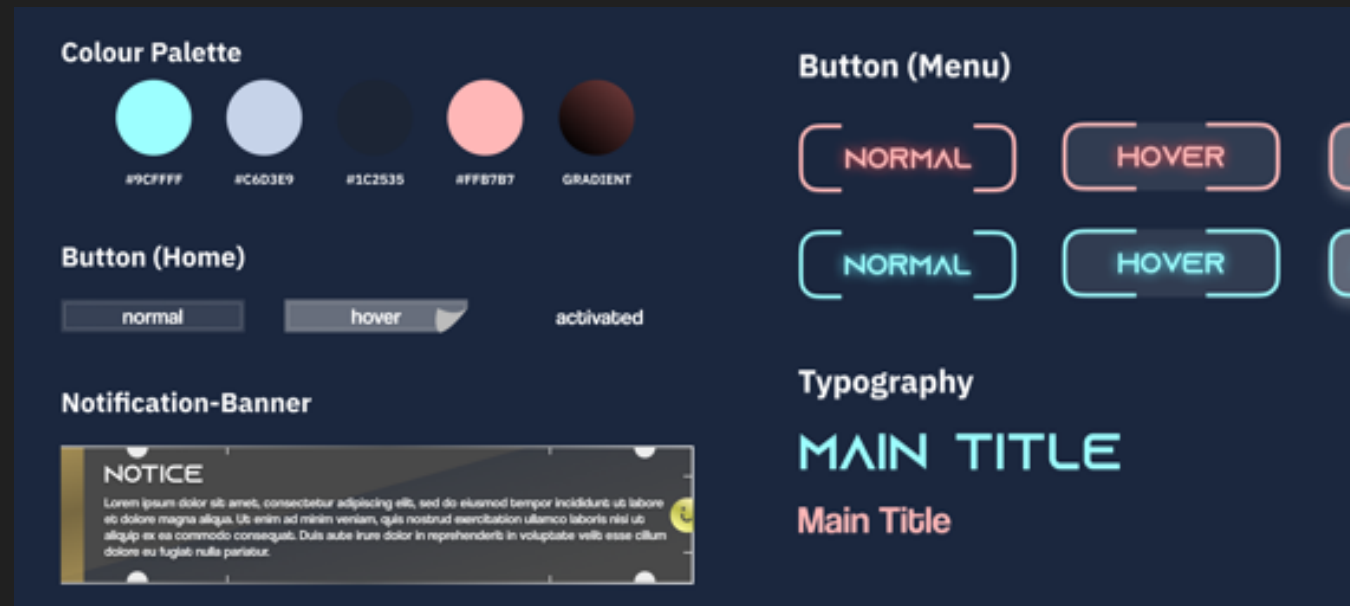 Colour Palette
#9CFFFF
#C6D3E9
#1C2535
#FFB7B7
GRADIENT
Button (Home)
normal
hover
activated
Notification-Banner
NOTICE
Lorem ipsum dolor sit amet, consectetur adipiscing elit, sed do eiusmod tempor incididunt ut labore
et dolore magna aliqua. Ut enim ad minim veniam, quis nostrud exercitation ullamco laboris nisi ut
aliquip ex ea commodo consequat. Duis aute irure dolor in reprehenderit in voluptate velit esse cillum
dolore eu fugiat nulla pariatur.
Button (Menu)
NORMAL
HOVER
NORMAL
HOVER
Typography
MAIN TITLE
Main Title